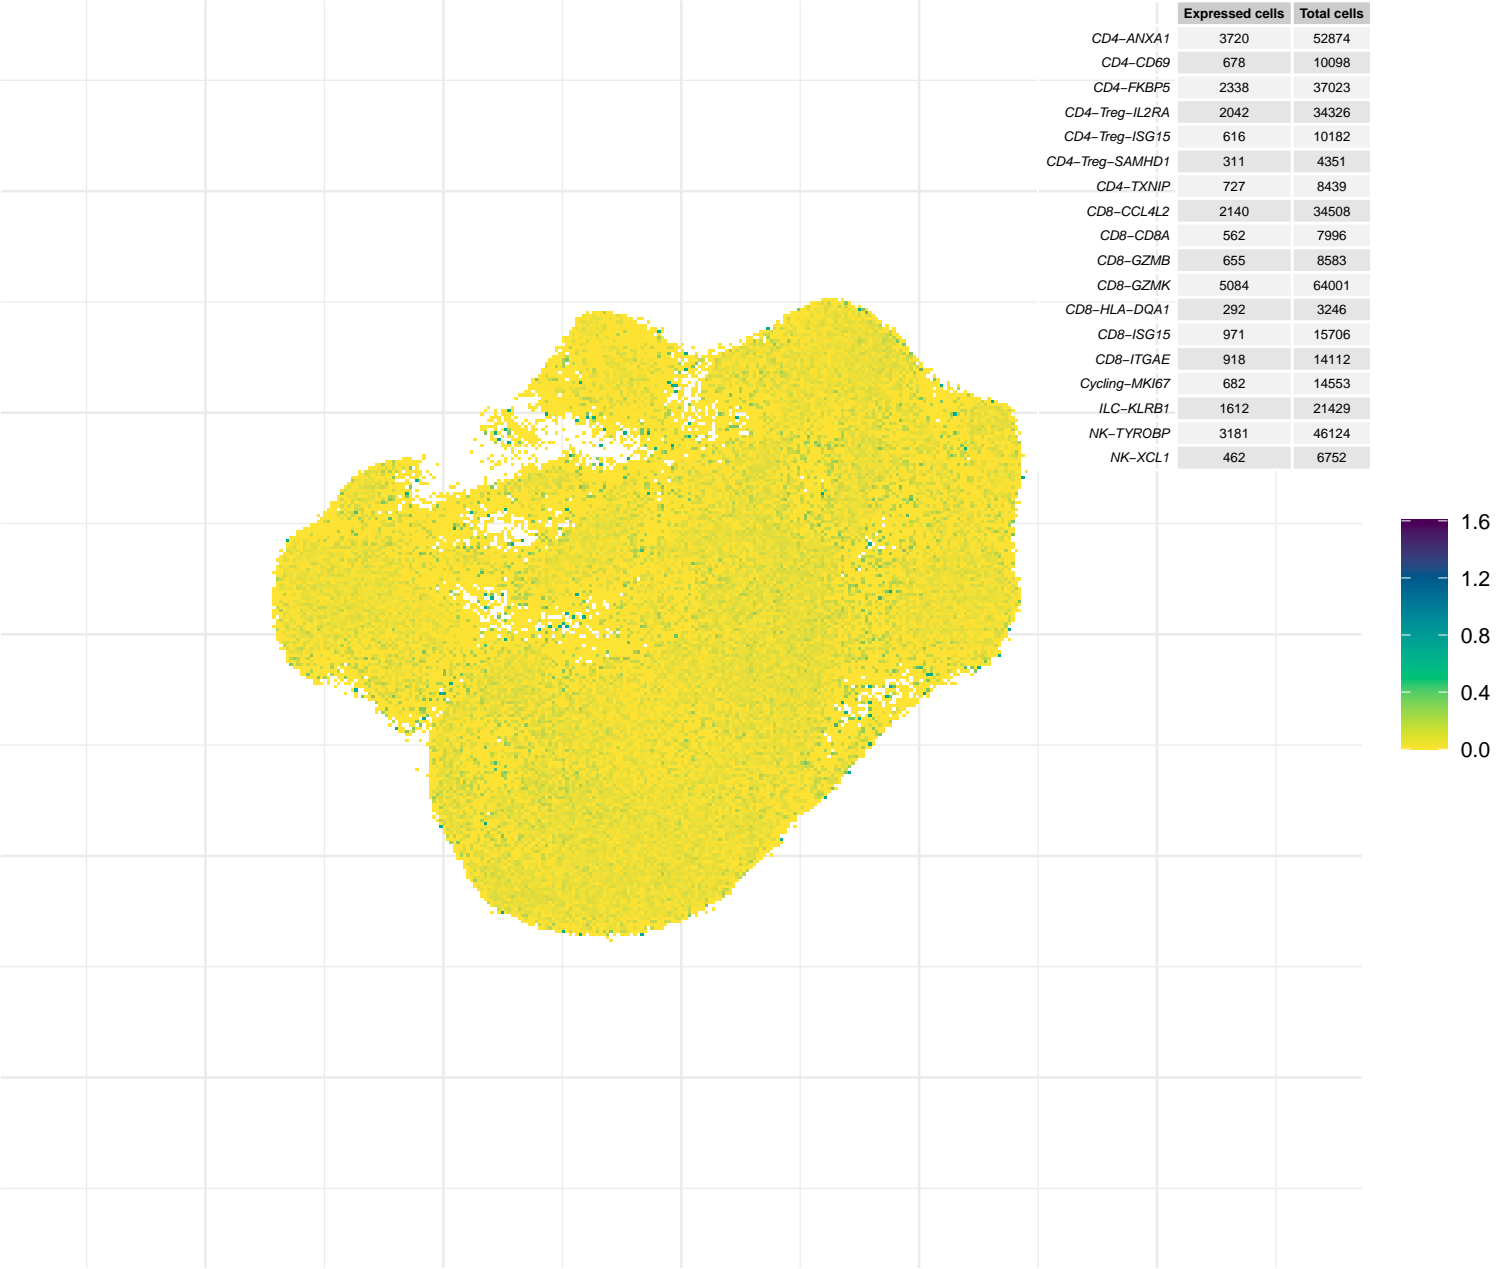 Expressed cells Total cells
CD4−ANXA1 3720 52874
CD4−CD69 678 10098
CD4−FKBP5 2338 37023
CD4−Treg−IL2RA 2042 34326
CD4−Treg−ISG15 616 10182
CD4−Treg−SAMHD1 311 4351
CD4−TXNIP 727 8439
CD8−CCL4L2 2140 34508
CD8−CD8A 562 7996
CD8−GZMB 655 8583
CD8−GZMK 5084 64001
CD8−HLA−DQA1 292 3246
CD8−ISG15 971 15706
CD8−ITGAE 918 14112
Cycling−MKI67 682 14553
ILC−KLRB1 1612 21429
NK−TYROBP 3181 46124
NK−XCL1 462 6752
1.6
1.2
0.8
0.4
0.0